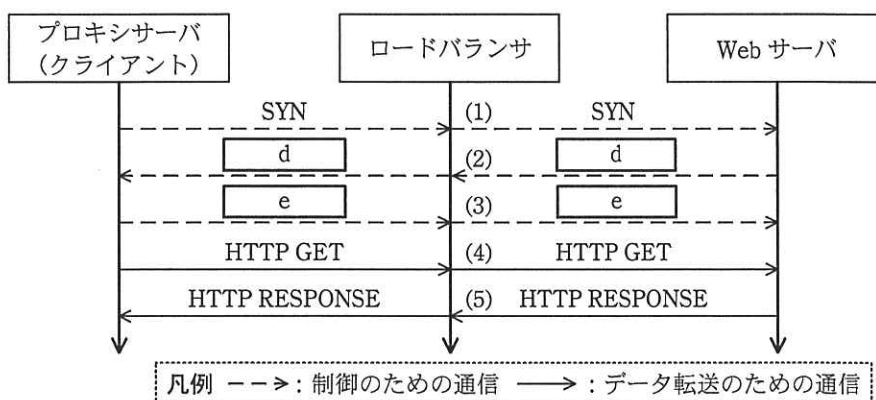 プロキシサーバ
(クライアント)
ロードバランサ
Web サーバ
SYN (1) SYN
d (2) d
e (3) e
HTTP GET (4) HTTP GET
HTTP RESPONSE (5) HTTP RESPONSE
凡例 : 制御のための通信 : データ転送のための通信